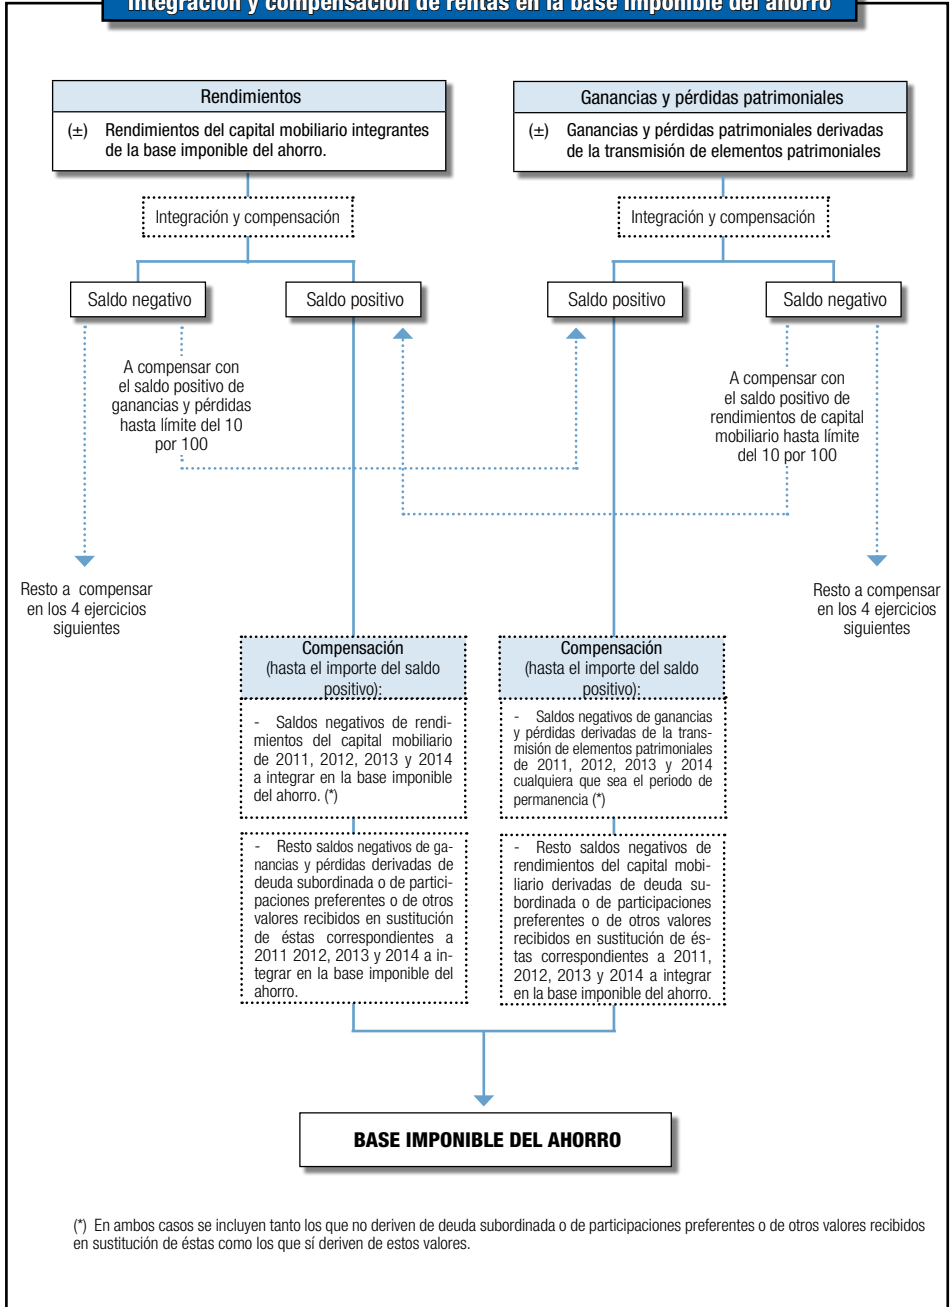 Integración y compensación de rentas en la base imponible del ahorro
Rendimientos
(±) Rendimientos del capital mobiliario integrantes
de la base imponible del ahorro.
Ganancias y pérdidas patrimoniales
(±) Ganancias y pérdidas patrimoniales derivadas
de la transmisión de elementos patrimoniales
Integración y compensación
Integración y compensación
Saldo negativo
Saldo positivo
Saldo positivo
Saldo negativo
A compensar con
el saldo positivo de
ganancias y pérdidas
hasta límite del 10
por 100
A compensar con
el saldo positivo de
rendimientos de capital
mobiliario hasta límite
del 10 por 100
Resto a compensar
en los 4 ejercicios
siguientes
Resto a compensar
en los 4 ejercicios
siguientes
Compensación
(hasta el importe del saldo
positivo):
- Saldos negativos de rendi-
mientos del capital mobiliario
de 2011, 2012, 2013 y 2014
a integrar en la base imponible
del ahorro. (*)
- Resto saldos negativos de ga-
nancias y pérdidas derivadas de
deuda subordinada o de partici-
paciones preferentes o de otros
valores recibidos en sustitución
de éstas correspondientes a
2011 2012, 2013 y 2014 a in-
tegrar en la base imponible del
ahorro.
Compensación
(hasta el importe del saldo
positivo):
- Saldos negativos de ganancias
y pérdidas derivadas de la trans-
misión de elementos patrimoniales
de 2011, 2012, 2013 y 2014
cualquiera que sea el periodo de
permanencia (*)
- Resto saldos negativos de
rendimientos del capital mobi-
liario derivadas de deuda su-
bordinada o de participaciones
preferentes o de otros valores
recibidos en sustitución de és-
tas correspondientes a 2011,
2012, 2013 y 2014 a integrar
en la base imponible del ahorro.
BASE IMPONIBLE DEL AHORRO
(*) En ambos casos se incluyen tanto los que no deriven de deuda subordinada o de participaciones preferentes o de otros valores recibidos
en sustitución de éstas como los que sí deriven de estos valores.